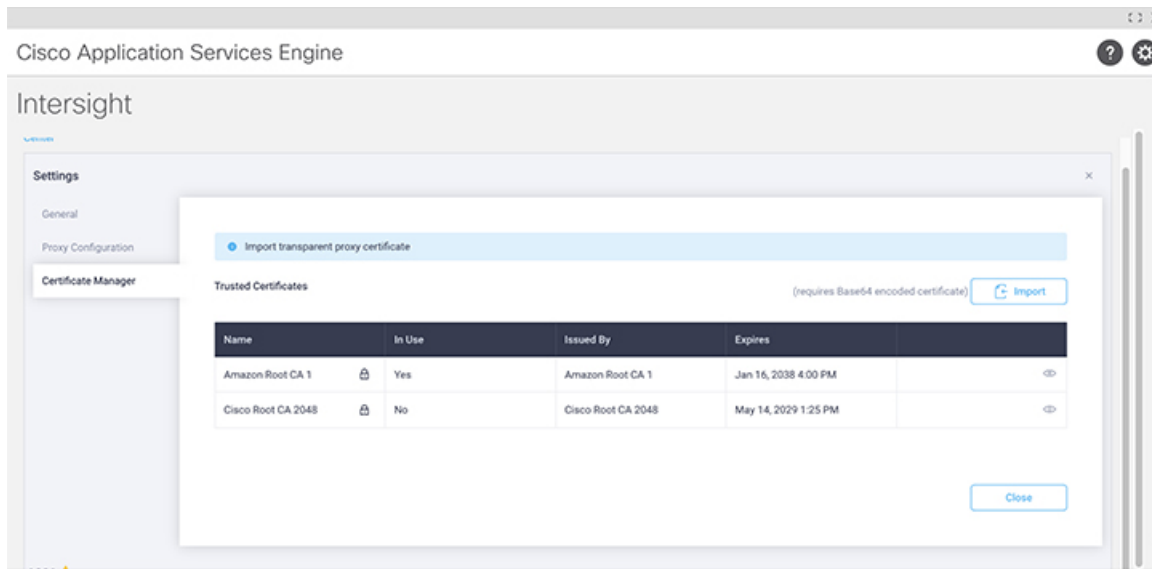 Cisco Application Services Engine
?
Intersight
Center
Settings
×
General
Proxy Configuration
Certificate Manager
Import transparent proxy certificate
Trusted Certificates
(requires Base64 encoded certificate) Import
Name In Use Issued By Expires
Amazon Root CA 1 Yes Amazon Root CA 1 Jan 16, 2038 4:00 PM
Cisco Root CA 2048 No Cisco Root CA 2048 May 14, 2029 1:25 PM
Close